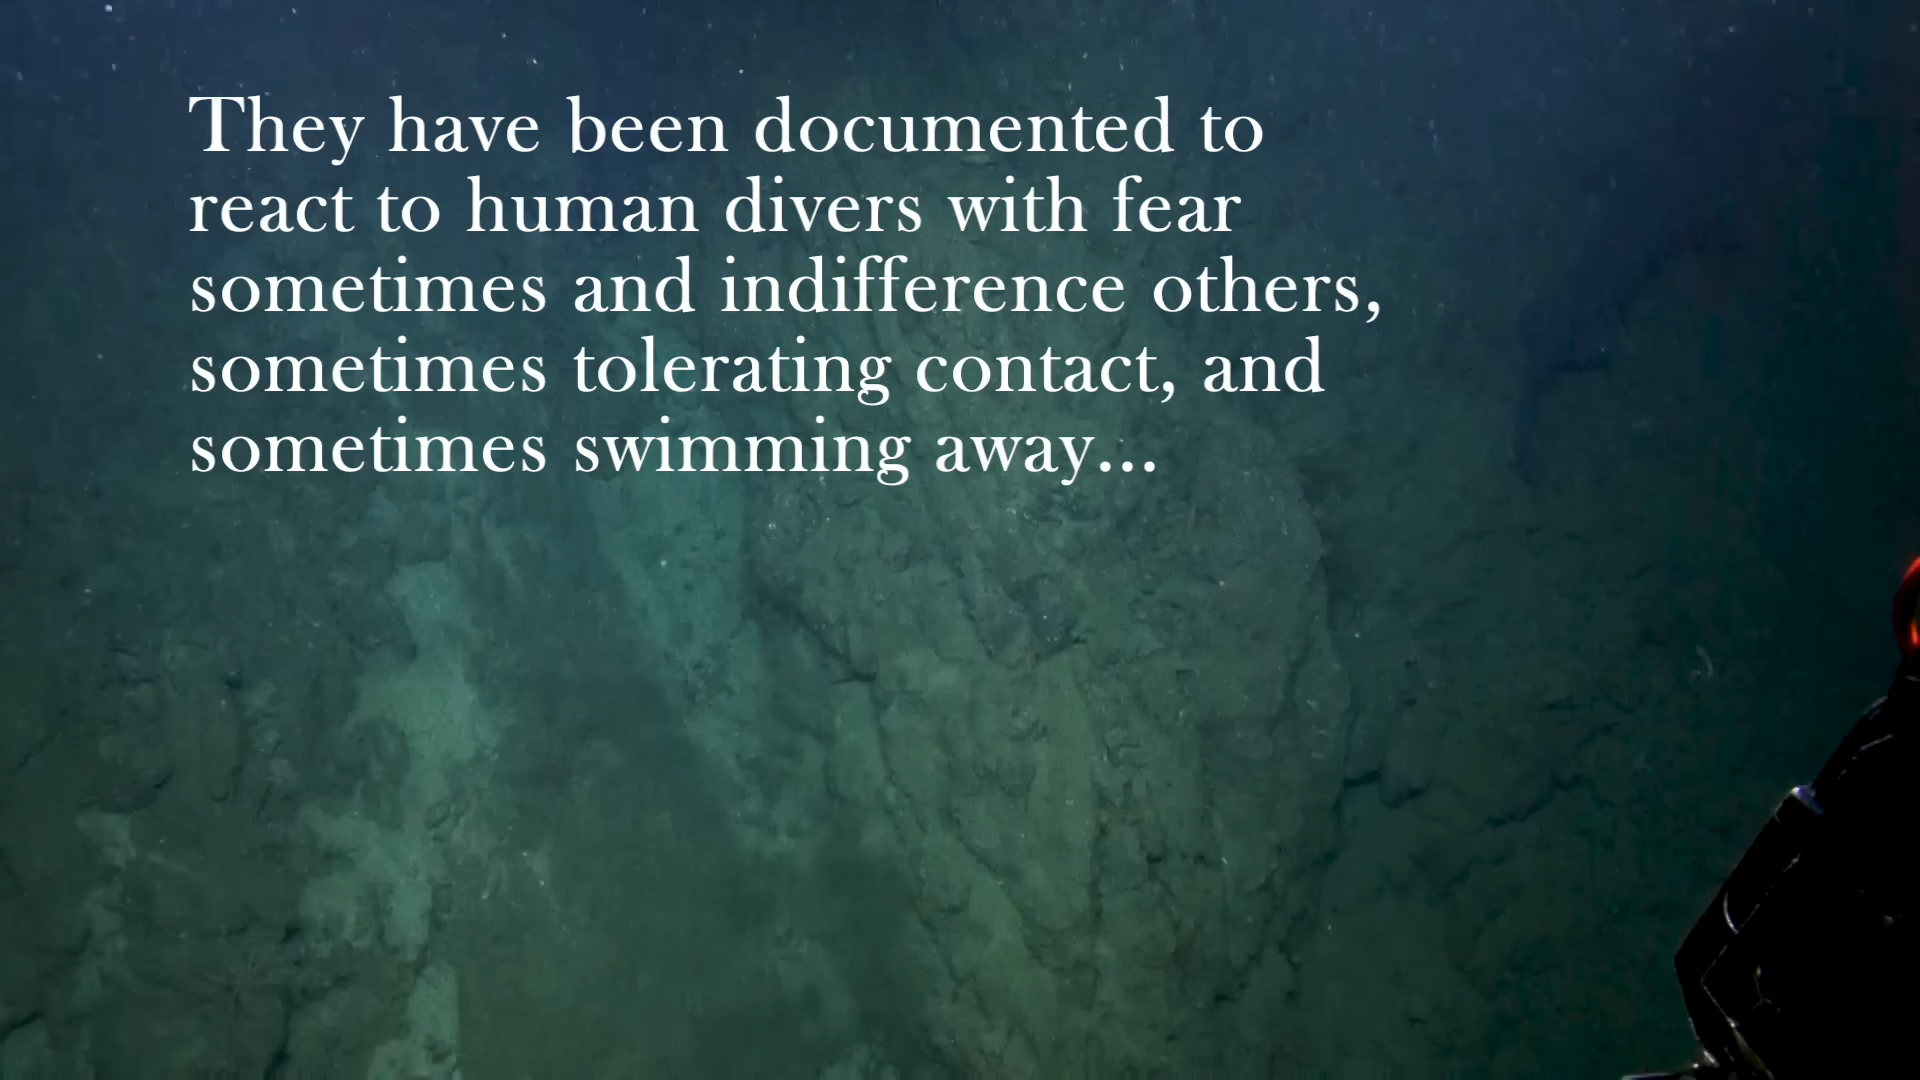 They have been documented to
react to human divers with fear
sometimes and indifference others,
sometimes tolerating contact, and
sometimes swimming away...